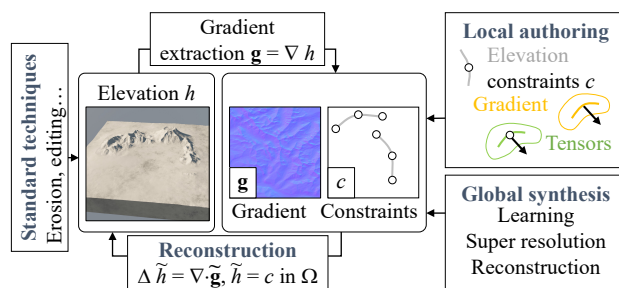 Gradient
extraction g = ∇ h
Standard techniques
Erosion, editing...
Elevation h
g
c
Gradient
Constraints
Reconstruction
Δ h̃ = ∇·g̃, h̃ = c in Ω
Local authoring
Elevation
constraints c
Gradient
Tensors
Global synthesis
Learning
Super resolution
Reconstruction